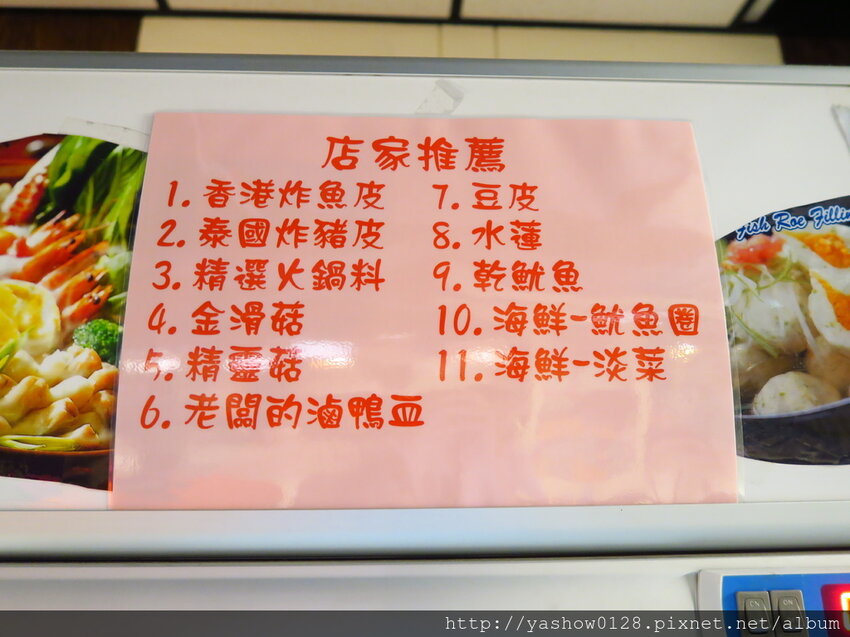 店家推薦
1. 香港炸魚皮
2. 泰國炸豬皮
3. 精選火鍋料
4. 金滑菇
5. 精靈菇
6. 老闆的滷鴨血
7. 豆皮
8. 水蓮
9. 乾魷魚
10. 海鮮-魷魚圈
11. 海鮮-淡菜
Fish Roe Fillin
ON
http://yashow0128.pixnet.net/album